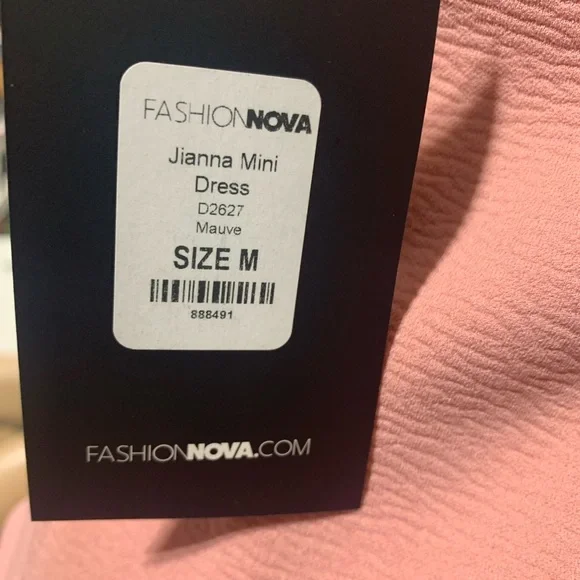 FASHIONNOVA
Jianna Mini
Dress
D2627
Mauve
SIZE M
888491
FASHIONNOVA.COM